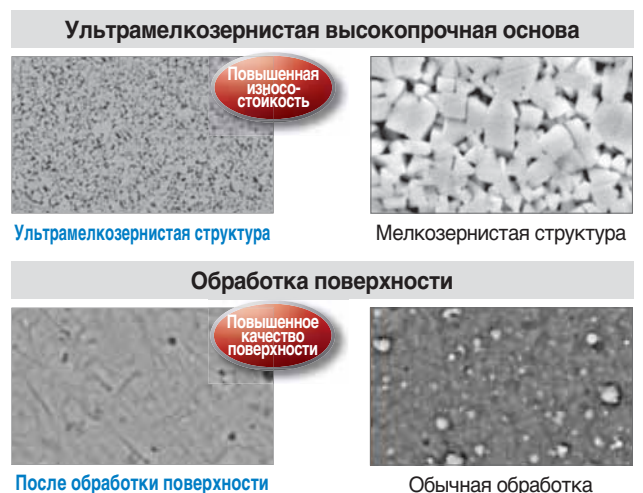 Ультрамелкозернистая высокопрочная основа
Повышенная
износо-
стойкость
Ультрамелкозернистая структура
Мелкозернистая структура
Обработка поверхности
Повышенное
качество
поверхности
После обработки поверхности
Обычная обработка